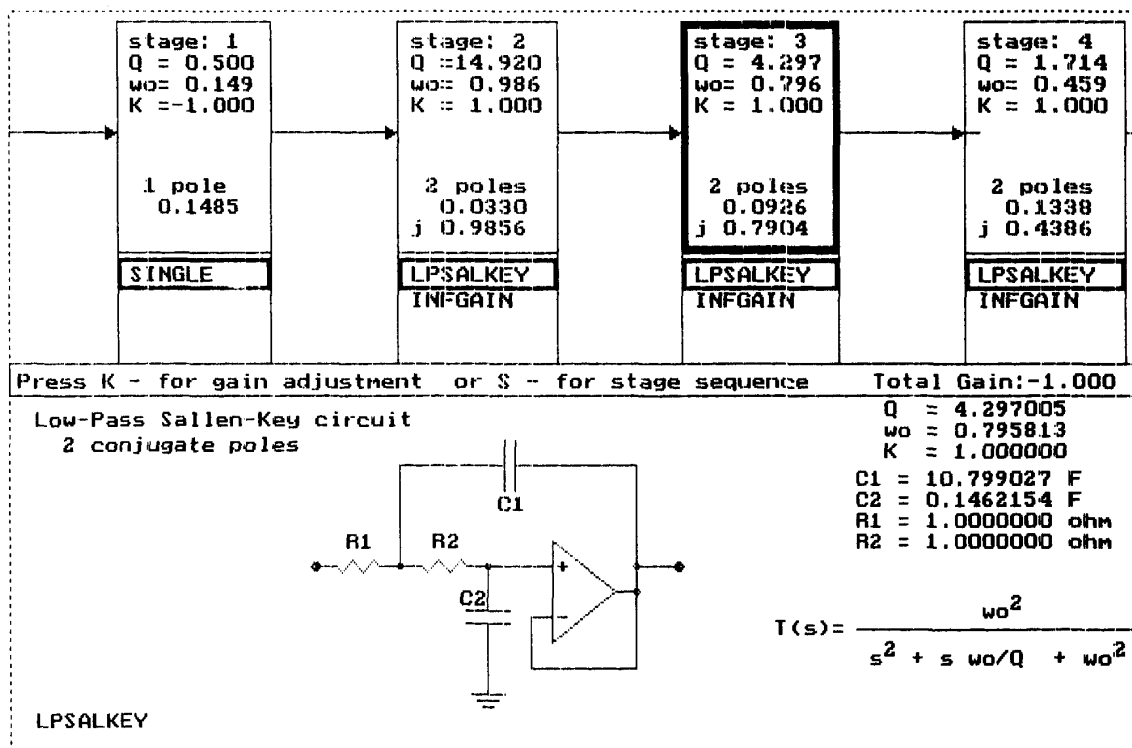 stage: 1
Q = 0.500
wo= 0.149
K =-1.000
1 pole
0.1485
SINGLE
stage: 2
Q =14.920
wo= 0.986
K = 1.000
2 poles
0.0330
j 0.9856
LPSALKEY
INFGAIN
stage: 3
Q = 4.297
wo= 0.796
K = 1.000
2 poles
0.0926
j 0.7904
LPSALKEY
INFGAIN
stage: 4
Q = 1.714
wo= 0.459
K = 1.000
2 poles
0.1338
j 0.4386
LPSALKEY
INFGAIN
Press K - for gain adjustment or S - for stage sequence Total Gain:-1.000
Low-Pass Sallen-Key circuit
2 conjugate poles
C1
R1 R2
C2
+
-
Q = 4.297005
wo = 0.795813
K = 1.000000
C1 = 10.799027 F
C2 = 0.1462154 F
R1 = 1.0000000 ohm
R2 = 1.0000000 ohm
wo²
T(s)=
s² + s wo/Q + wo²
LPSALKEY